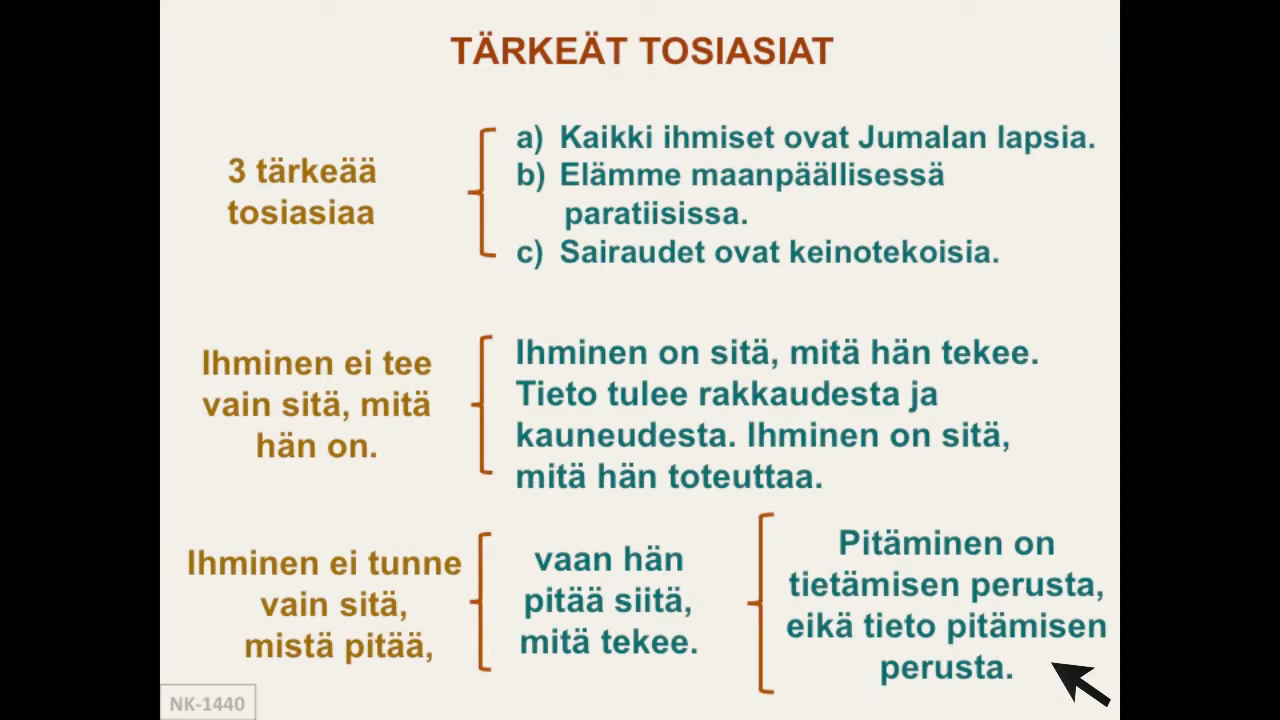 TÄRKEÄT TOSIASIAT
3 tärkeää
tosiasiaa
a) Kaikki ihmiset ovat Jumalan lapsia.
b) Elämme maanpäällisessä
paratiisissa.
c) Sairaudet ovat keinotekoisia.
Ihminen ei tee
vain sitä, mitä
hän on.
Ihminen on sitä, mitä hän tekee.
Tieto tulee rakkaudesta ja
kauneudesta. Ihminen on sitä,
mitä hän toteuttaa.
Ihminen ei tunne
vain sitä,
mistä pitää,
vaan hän
pitää siitä,
mitä tekee.
Pitäminen on
tietämisen perusta,
eikä tieto pitämisen
perusta.
NK-1440